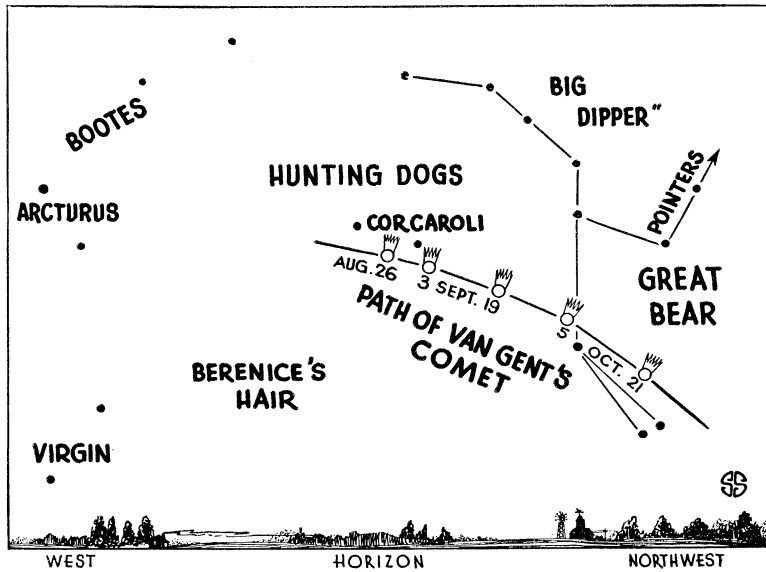 BOOTES
BIG
DIPPER"
HUNTING DOGS
POINTERS
ARCTURUS
CORCAROLI
AUG. 26
3 SEPT. 19
5 OCT. 21
GREAT
BEAR
PATH OF VAN GENT'S
COMET
BERENICE'S
HAIR
VIRGIN
SS
WEST
HORIZON
NORTHWEST